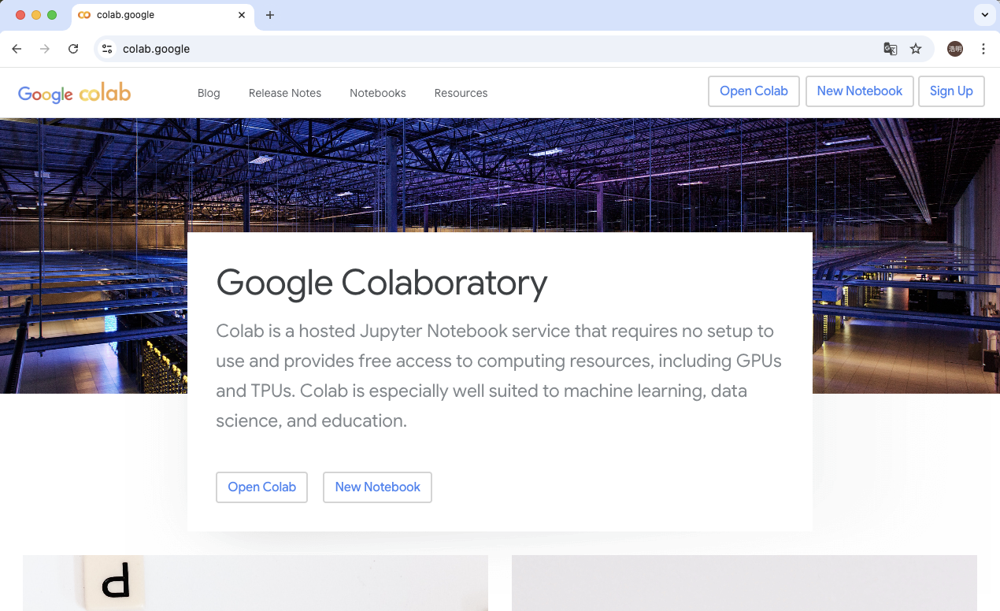 colab.google
colab.google
浩明
Google colab
Blog
Release Notes
Notebooks
Resources
Open Colab
New Notebook
Sign Up
Google Colaboratory
Colab is a hosted Jupyter Notebook service that requires no setup to
use and provides free access to computing resources, including GPUs
and TPUs. Colab is especially well suited to machine learning, data
science, and education.
Open Colab
New Notebook